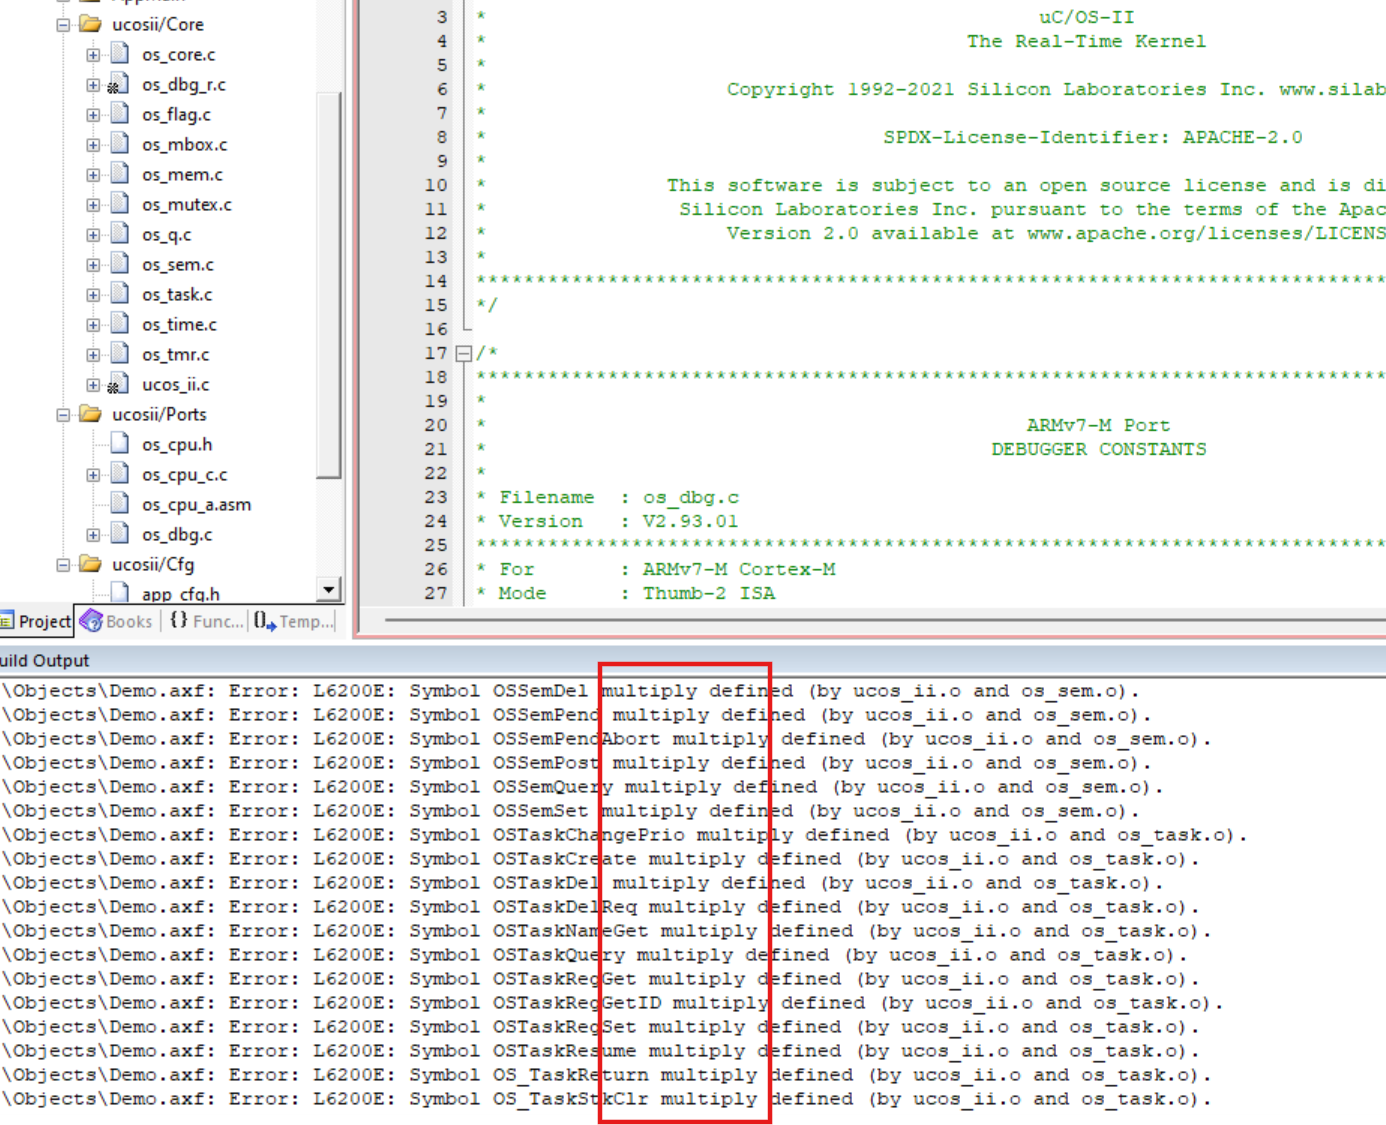 ucosii/Core
os_core.c
os_dbg_r.c
os_flag.c
os_mbox.c
os_mem.c
os_mutex.c
os_q.c
os_sem.c
os_task.c
os_time.c
os_tmr.c
ucos_ii.c
ucosii/Ports
os_cpu.h
os_cpu_c.c
os_cpu_a.asm
os_dbg.c
ucosii/Cfg
app_cfg.h
Project Books {} Func... Temp...
3 * uC/OS-II
4 * The Real-Time Kernel
5 *
6 * Copyright 1992-2021 Silicon Laboratories Inc. www.silab
7 *
8 * SPDX-License-Identifier: APACHE-2.0
9 *
10 * This software is subject to an open source license and is di
11 * Silicon Laboratories Inc. pursuant to the terms of the Apac
12 * Version 2.0 available at www.apache.org/licenses/LICENS
13 *
14 ****************************************************************************
15 */
16
17 /*
18 ****************************************************************************
19 *
20 * ARMv7-M Port
21 * DEBUGGER CONSTANTS
22 *
23 * Filename : os_dbg.c
24 * Version : V2.93.01
25 ****************************************************************************
26 * For : ARMv7-M Cortex-M
27 * Mode : Thumb-2 ISA
uild Output
\Objects\Demo.axf: Error: L6200E: Symbol OSSemDel multiply defined (by ucos_ii.o and os_sem.o).
\Objects\Demo.axf: Error: L6200E: Symbol OSSemPend multiply defined (by ucos_ii.o and os_sem.o).
\Objects\Demo.axf: Error: L6200E: Symbol OSSemPendAbort multiply defined (by ucos_ii.o and os_sem.o).
\Objects\Demo.axf: Error: L6200E: Symbol OSSemPost multiply defined (by ucos_ii.o and os_sem.o).
\Objects\Demo.axf: Error: L6200E: Symbol OSSemQuery multiply defined (by ucos_ii.o and os_sem.o).
\Objects\Demo.axf: Error: L6200E: Symbol OSSemSet multiply defined (by ucos_ii.o and os_sem.o).
\Objects\Demo.axf: Error: L6200E: Symbol OSTaskChangePrio multiply defined (by ucos_ii.o and os_task.o).
\Objects\Demo.axf: Error: L6200E: Symbol OSTaskCreate multiply defined (by ucos_ii.o and os_task.o).
\Objects\Demo.axf: Error: L6200E: Symbol OSTaskDel multiply defined (by ucos_ii.o and os_task.o).
\Objects\Demo.axf: Error: L6200E: Symbol OSTaskDelReq multiply defined (by ucos_ii.o and os_task.o).
\Objects\Demo.axf: Error: L6200E: Symbol OSTaskNameGet multiply defined (by ucos_ii.o and os_task.o).
\Objects\Demo.axf: Error: L6200E: Symbol OSTaskQuery multiply defined (by ucos_ii.o and os_task.o).
\Objects\Demo.axf: Error: L6200E: Symbol OSTaskRegGet multiply defined (by ucos_ii.o and os_task.o).
\Objects\Demo.axf: Error: L6200E: Symbol OSTaskRegGetID multiply defined (by ucos_ii.o and os_task.o).
\Objects\Demo.axf: Error: L6200E: Symbol OSTaskRegSet multiply defined (by ucos_ii.o and os_task.o).
\Objects\Demo.axf: Error: L6200E: Symbol OSTaskResume multiply defined (by ucos_ii.o and os_task.o).
\Objects\Demo.axf: Error: L6200E: Symbol OS_TaskReturn multiply defined (by ucos_ii.o and os_task.o).
\Objects\Demo.axf: Error: L6200E: Symbol OS_TaskStkClr multiply defined (by ucos_ii.o and os_task.o).